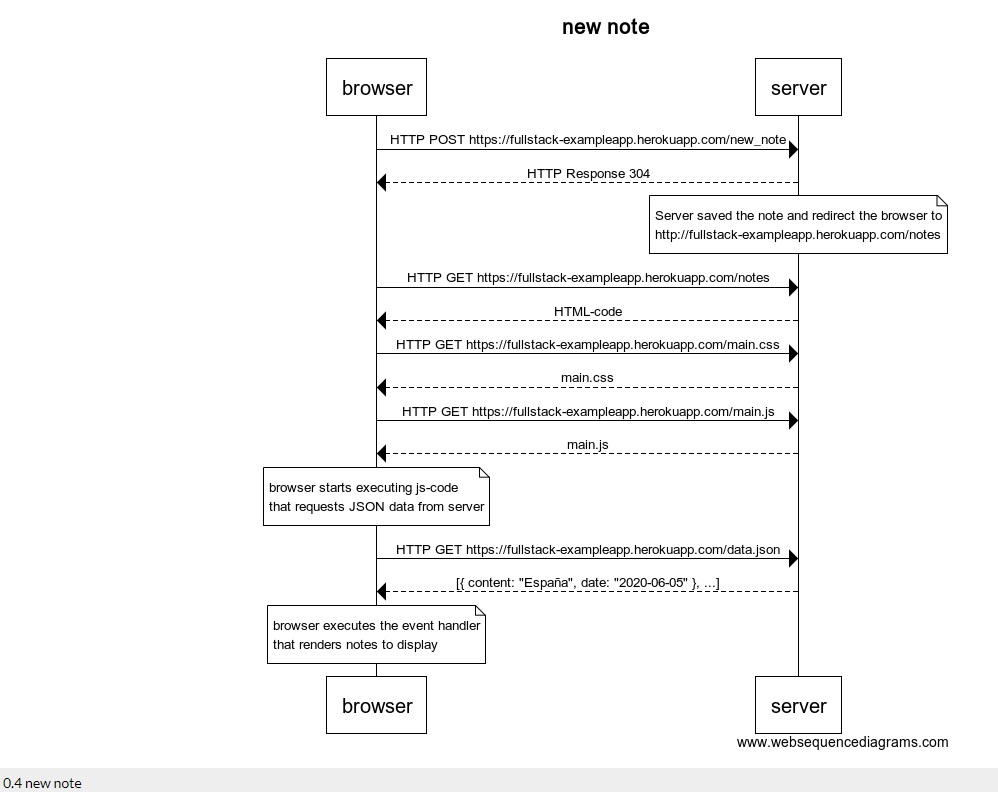 new note
browser
server
HTTP POST https://fullstack-exampleapp.herokuapp.com/new_note
HTTP Response 304
Server saved the note and redirect the browser to
http://fullstack-exampleapp.herokuapp.com/notes
HTTP GET https://fullstack-exampleapp.herokuapp.com/notes
HTML-code
HTTP GET https://fullstack-exampleapp.herokuapp.com/main.css
main.css
HTTP GET https://fullstack-exampleapp.herokuapp.com/main.js
main.js
browser starts executing js-code
that requests JSON data from server
HTTP GET https://fullstack-exampleapp.herokuapp.com/data.json
[{ content: "España", date: "2020-06-05" }, ...]
browser executes the event handler
that renders notes to display
browser
server
www.websequencediagrams.com
0.4 new note